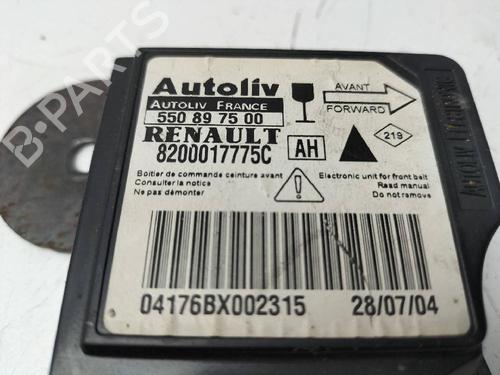 B-PARTS
Autoliv
AUTOLIV FRANCE
550 89 75 00
RENAULT
8200017775C
AH
AVANT
FORWARD
219
Boitier de commande ceinture avant
Consulter la notice
Ne pas démonter
Electronic unit for front belt
Read manual
Do not remove
04176BX002315
28/07/04